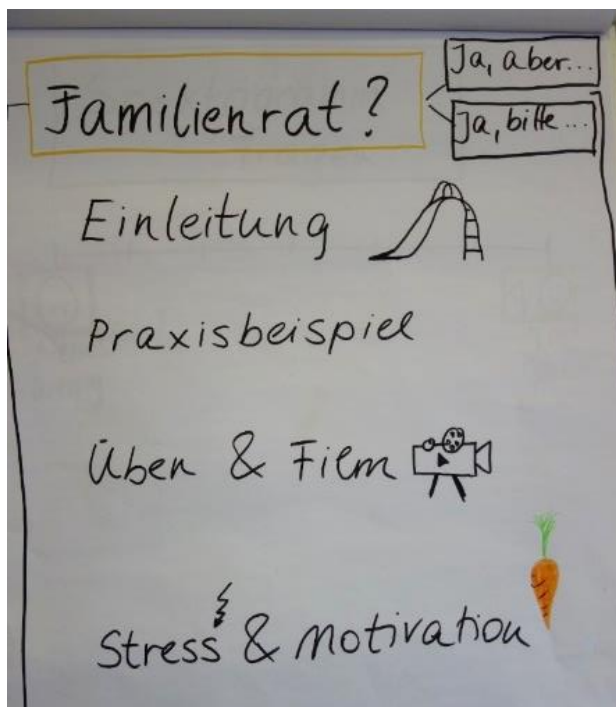 Familienrat?
Ja, aber...
Ja, bitte...
Einleitung
Praxisbeispiel
Üben & Film
Stress & Motivation